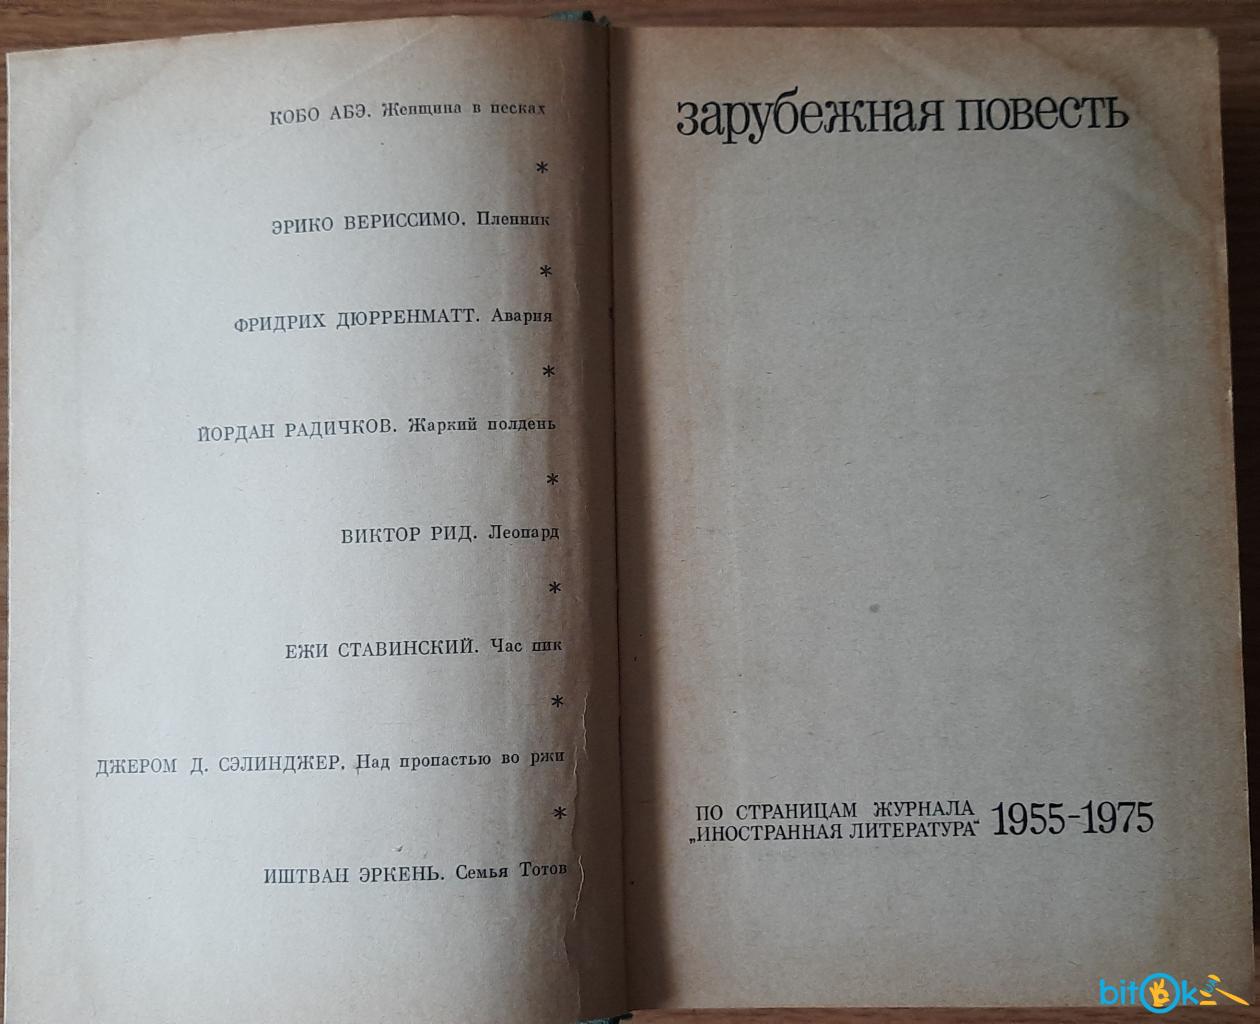 КОБО АБЭ. Женщина в песках
*
ЭРИКО ВЕРИССИМО. Пленник
*
ФРИДРИХ ДЮРРЕНМАТТ. Авария
*
ЙОРДАН РАДИЧКОВ. Жаркий полдень
*
ВИКТОР РИД. Леопард
*
ЕЖИ СТАВИНСКИЙ. Час пик
*
ДЖЕРОМ Д. СЭЛИНДЖЕР. Над пропастью во ржи
*
ИШТВАН ЭРКЕНЬ. Семья Тотов
зарубежная повесть
ПО СТРАНИЦАМ ЖУРНАЛА
„ИНОСТРАННАЯ ЛИТЕРАТУРА“ 1955-1975
bitOk